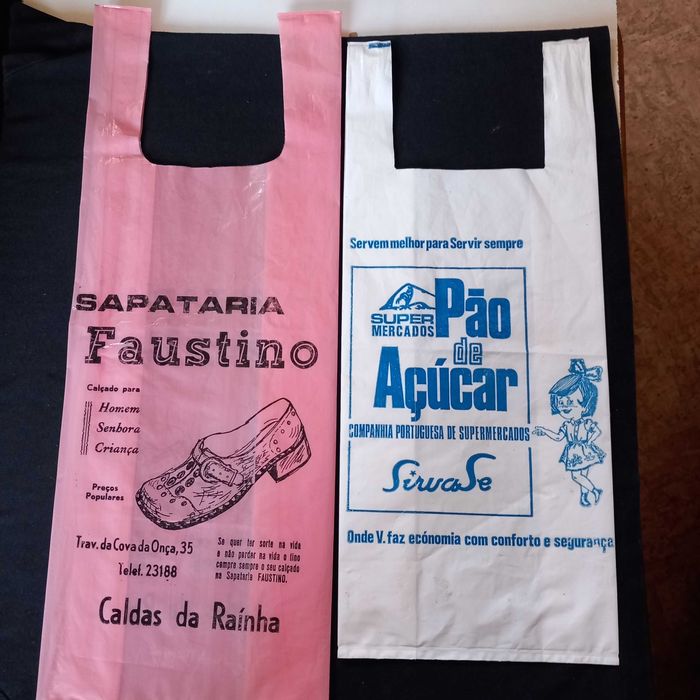 SAPATARIA
Faustino
Calçado para
Homem
Senhora
Criança
Preços
Populares
Trav. da Cova da Onça, 35
Telef. 23188
Se quer ter sorte na vida
e não perder na vida o tino
compre sempre o seu calçado
na Sapataria FAUSTINO.
Caldas da Raínha
Servem melhor para Servir sempre
SUPER
MERCADOS
Pão
de
Açúcar
COMPANHIA PORTUGUESA DE SUPERMERCADOS
SirvaSe
Onde V. faz ecónomia com conforto e segurança